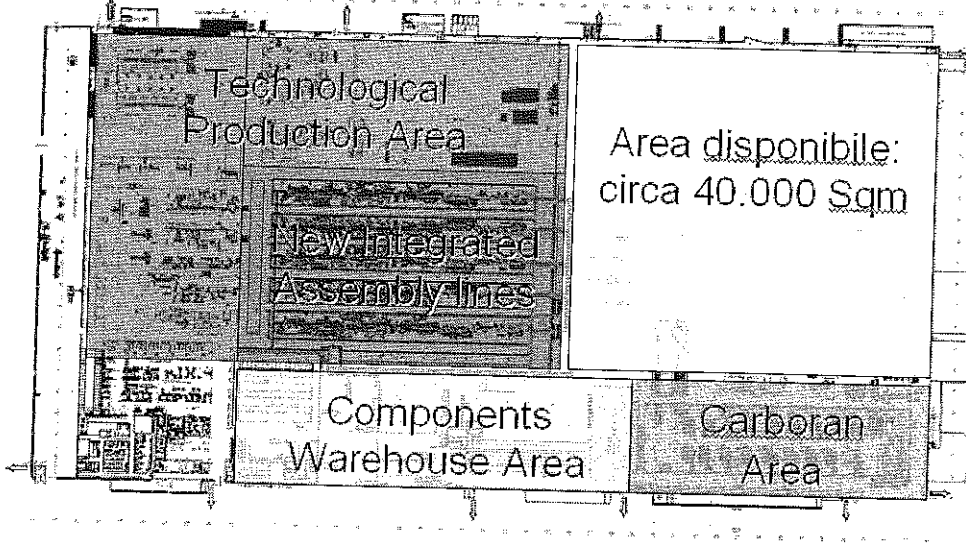 Technological
Production Area
Area disponibile:
circa 40.000 Sqm
New Integrated
Assembly lines
Components
Warehouse Area
Carboran
Area